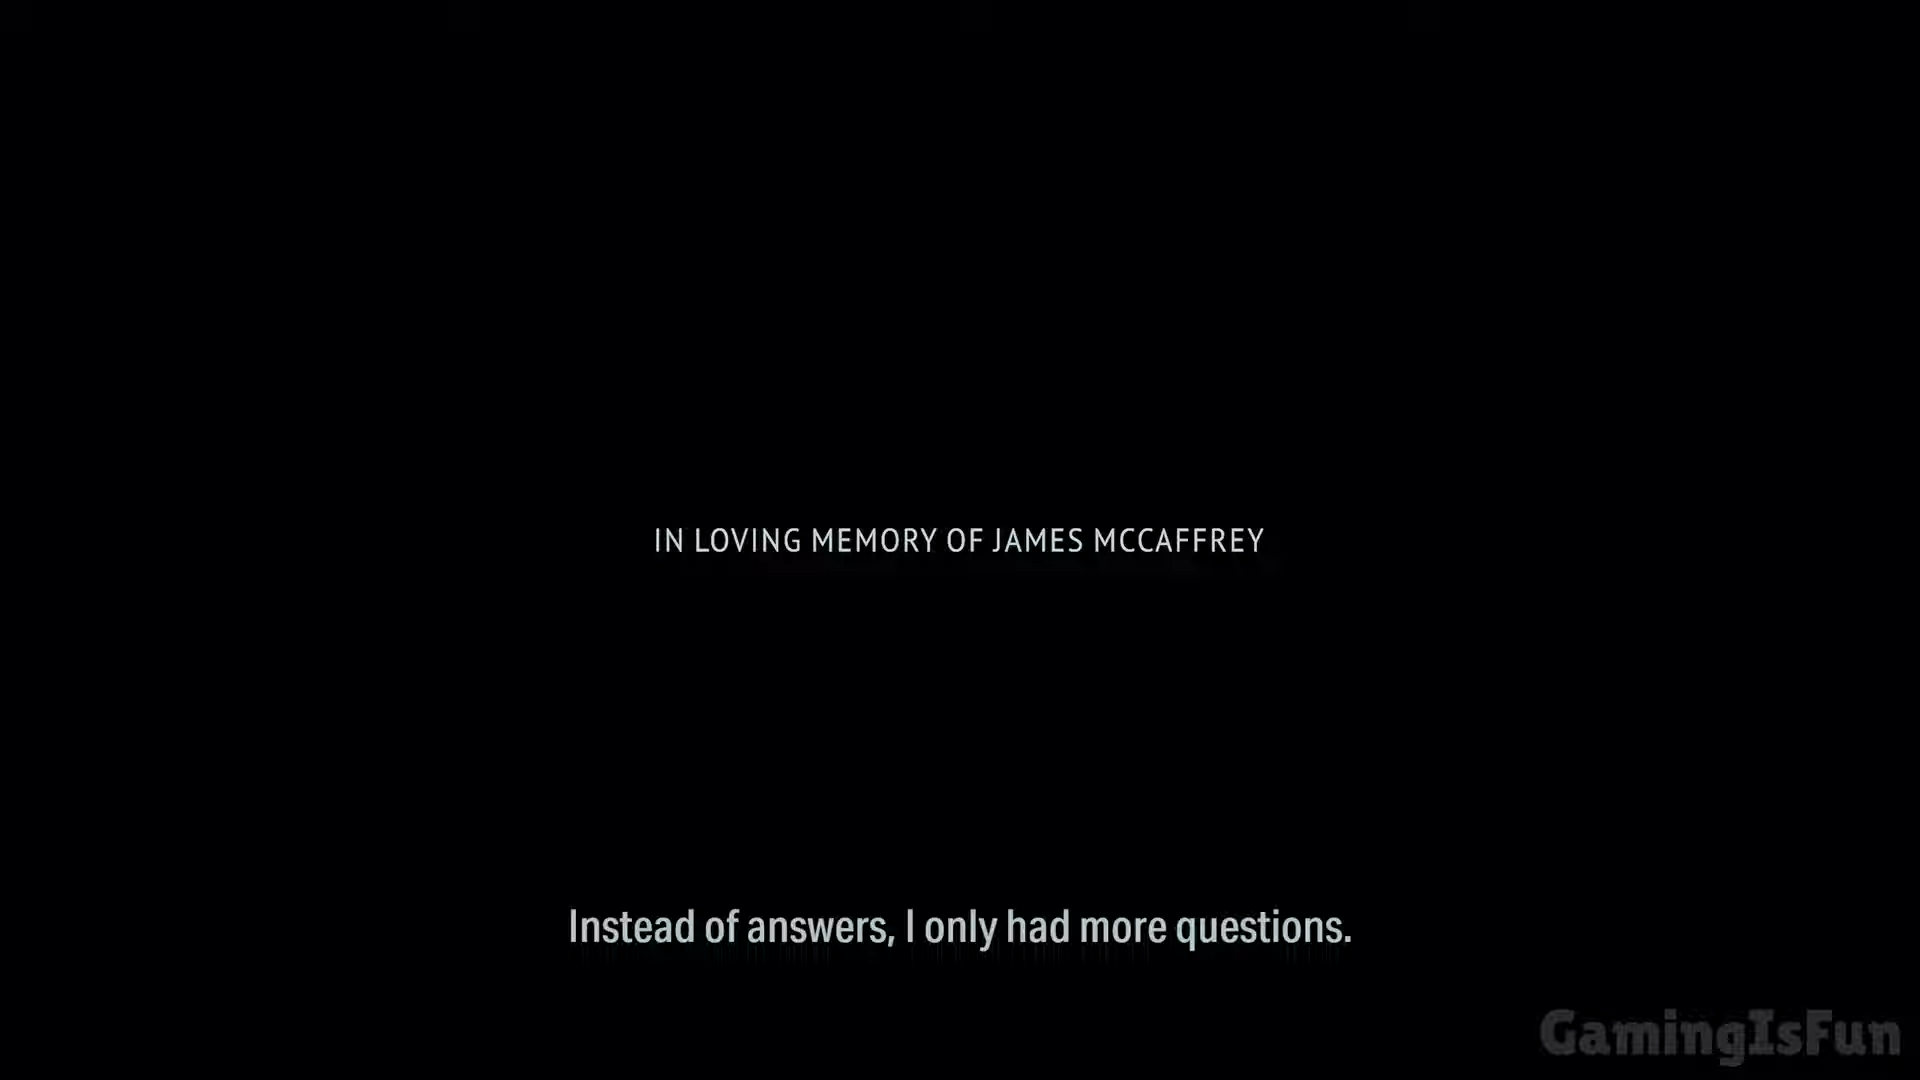 IN LOVING MEMORY OF JAMES MCCAFFREY
Instead of answers, I only had more questions.
GamingIsFun